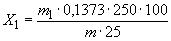 X₁ = m₁·0,1373·250·100 / m·25